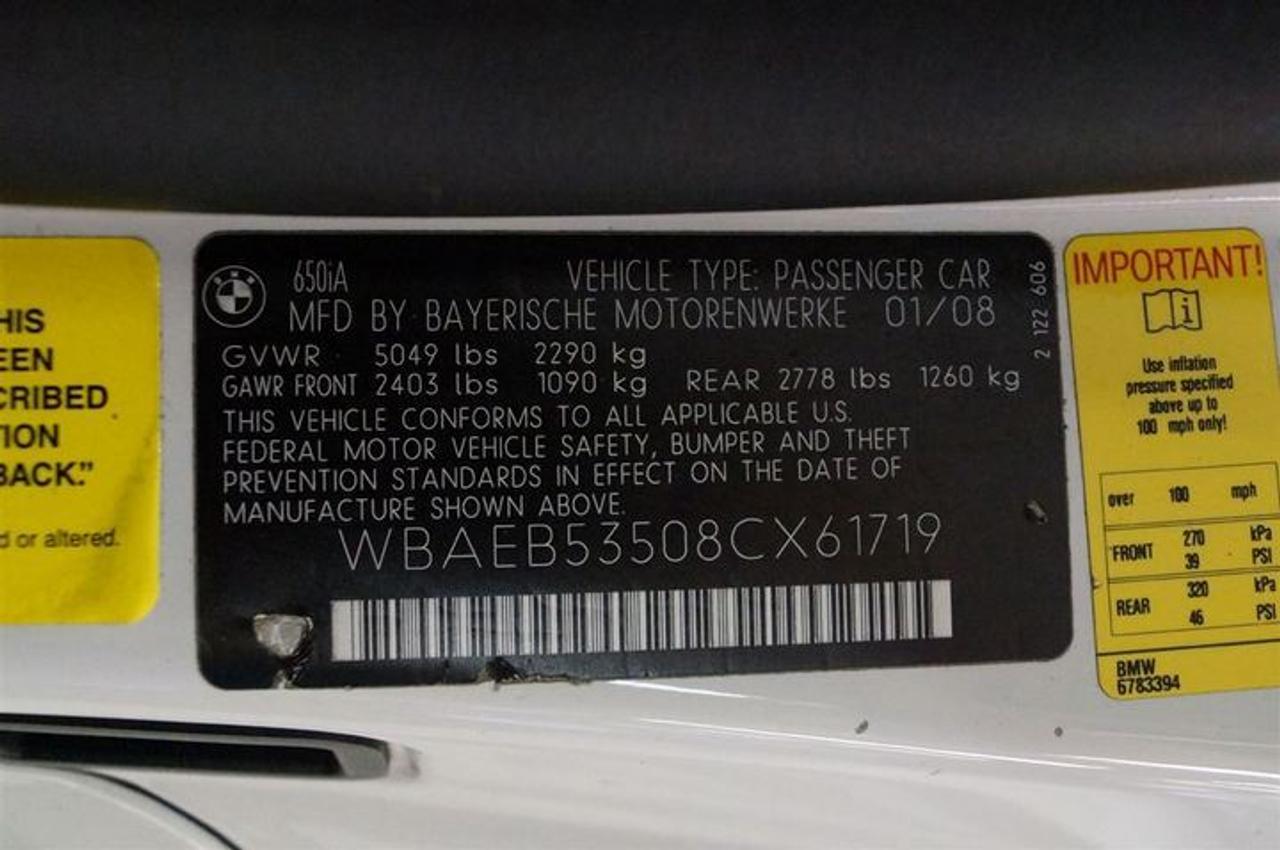 HIS
EEN
CRIBED
TION
BACK."
d or altered.
BMW
650iA VEHICLE TYPE: PASSENGER CAR
MFD BY BAYERISCHE MOTORENWERKE 01/08
GVWR 5049 lbs 2290 kg
GAWR FRONT 2403 lbs 1090 kg REAR 2778 lbs 1260 kg
THIS VEHICLE CONFORMS TO ALL APPLICABLE U.S.
FEDERAL MOTOR VEHICLE SAFETY, BUMPER AND THEFT
PREVENTION STANDARDS IN EFFECT ON THE DATE OF
MANUFACTURE SHOWN ABOVE.
WBAEB53508CX61719
2 122 606
IMPORTANT!
i
Use inflation
pressure specified
above up to
100 mph only!
over 100 mph
FRONT 270 kPa
39 PSI
REAR 320 kPa
46 PSI
BMW
6783394